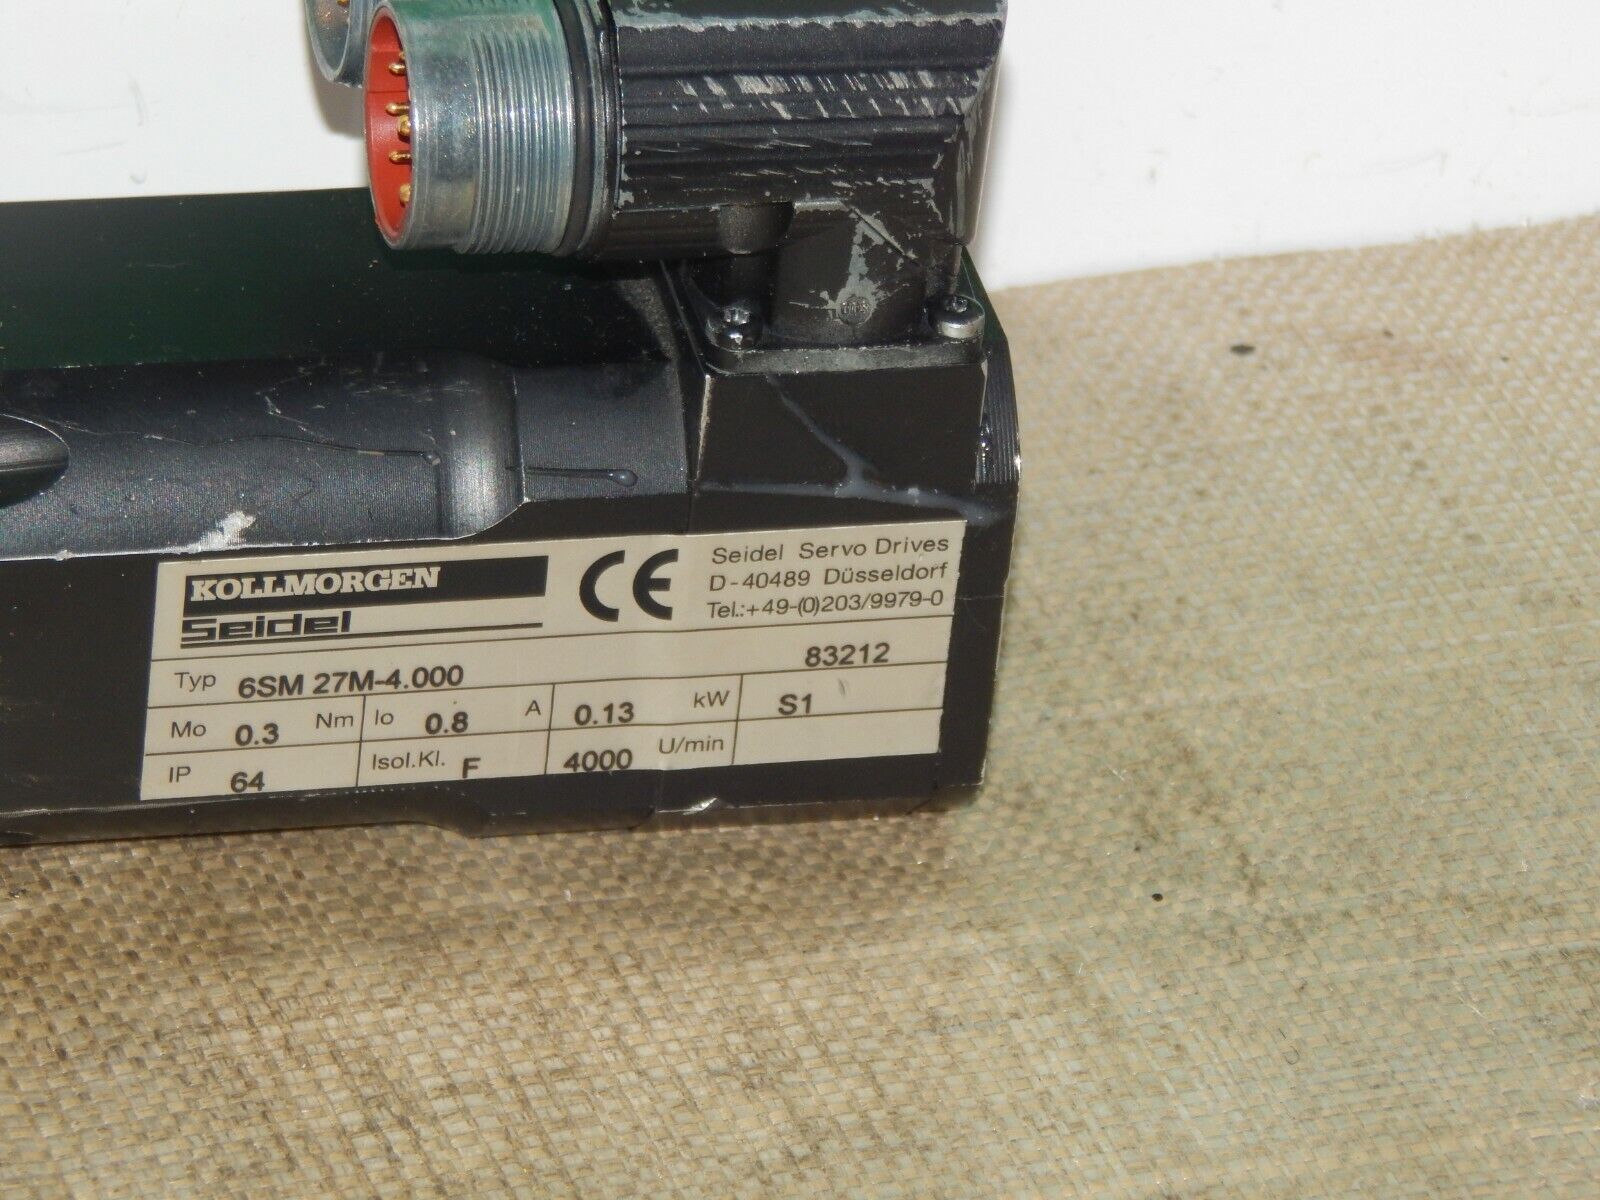 KOLLMORGEN
Seidel
CE
Seidel Servo Drives
D-40489 Düsseldorf
Tel.:+49-(0)203/9979-0
Typ 6SM 27M-4.000 83212
Mo 0.3 Nm Io 0.8 A 0.13 kW S1
IP 64 Isol.Kl. F 4000 U/min